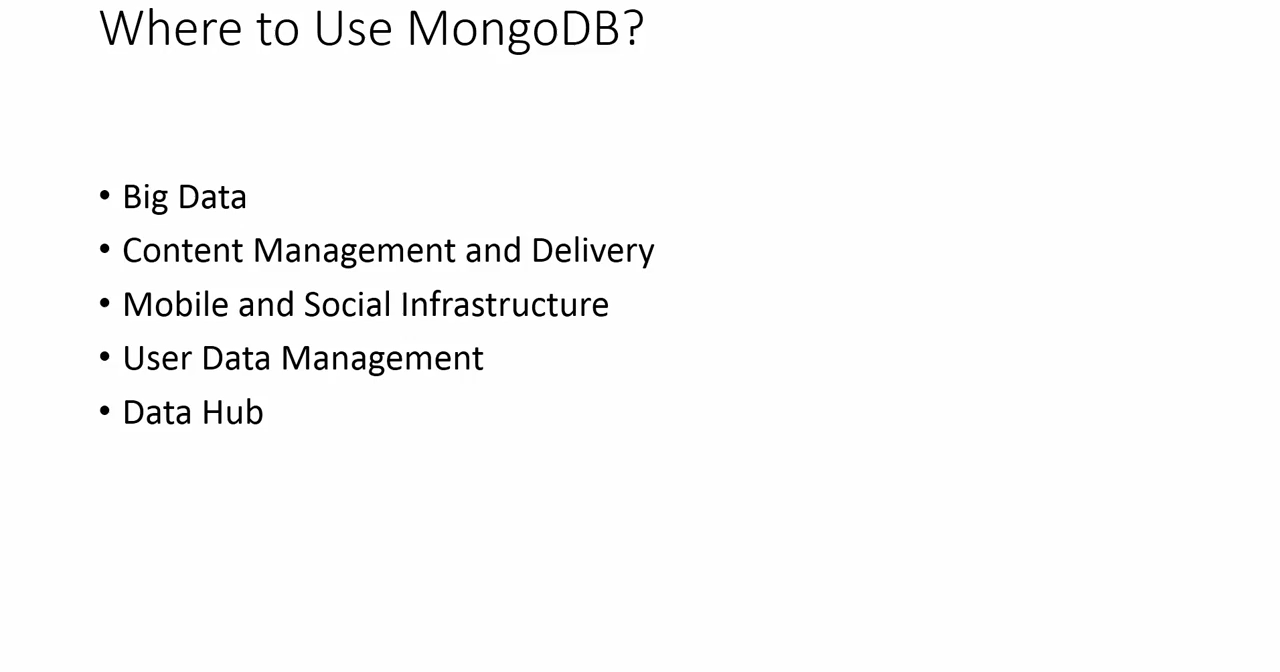 Where to Use MongoDB?
• Big Data
• Content Management and Delivery
• Mobile and Social Infrastructure
• User Data Management
• Data Hub